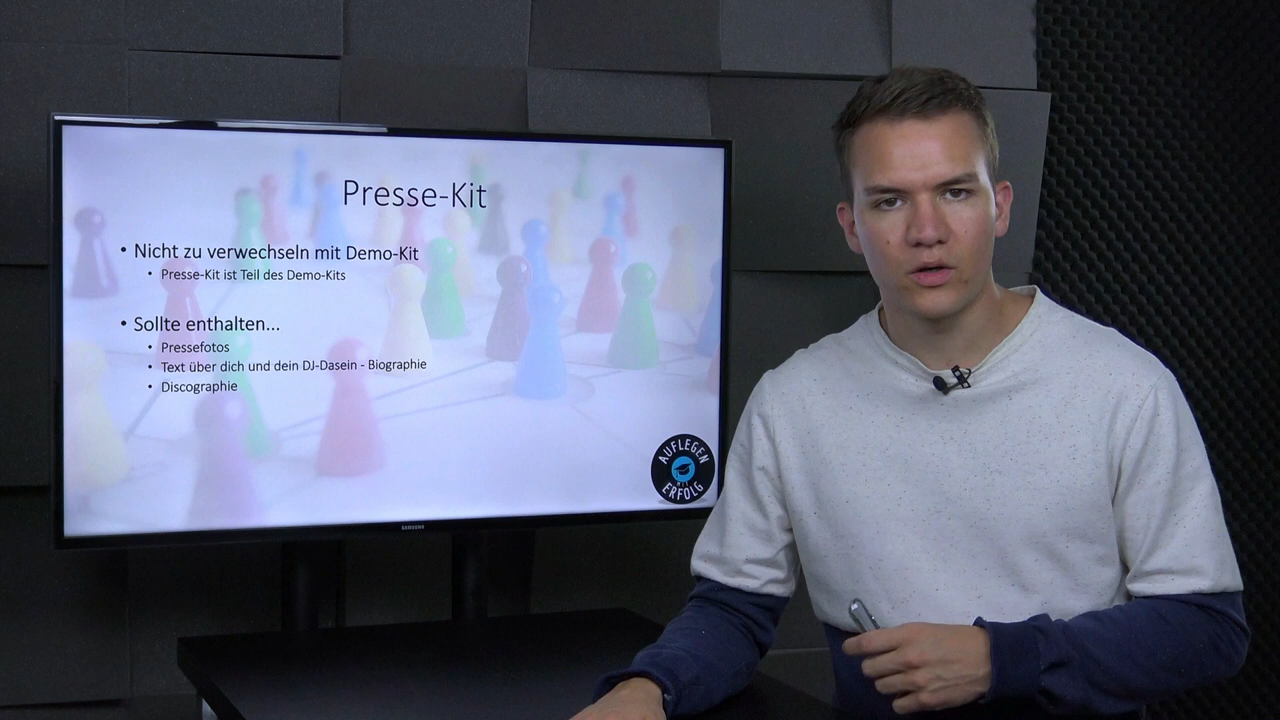 Presse-Kit
• Nicht zu verwechseln mit Demo-Kit
• Presse-Kit ist Teil des Demo-Kits
• Sollte enthalten...
• Pressefotos
• Text über dich und dein DJ-Dasein - Biographie
• Discographie
AUFLEGEN
MIT
ERFOLG
SAMSUNG